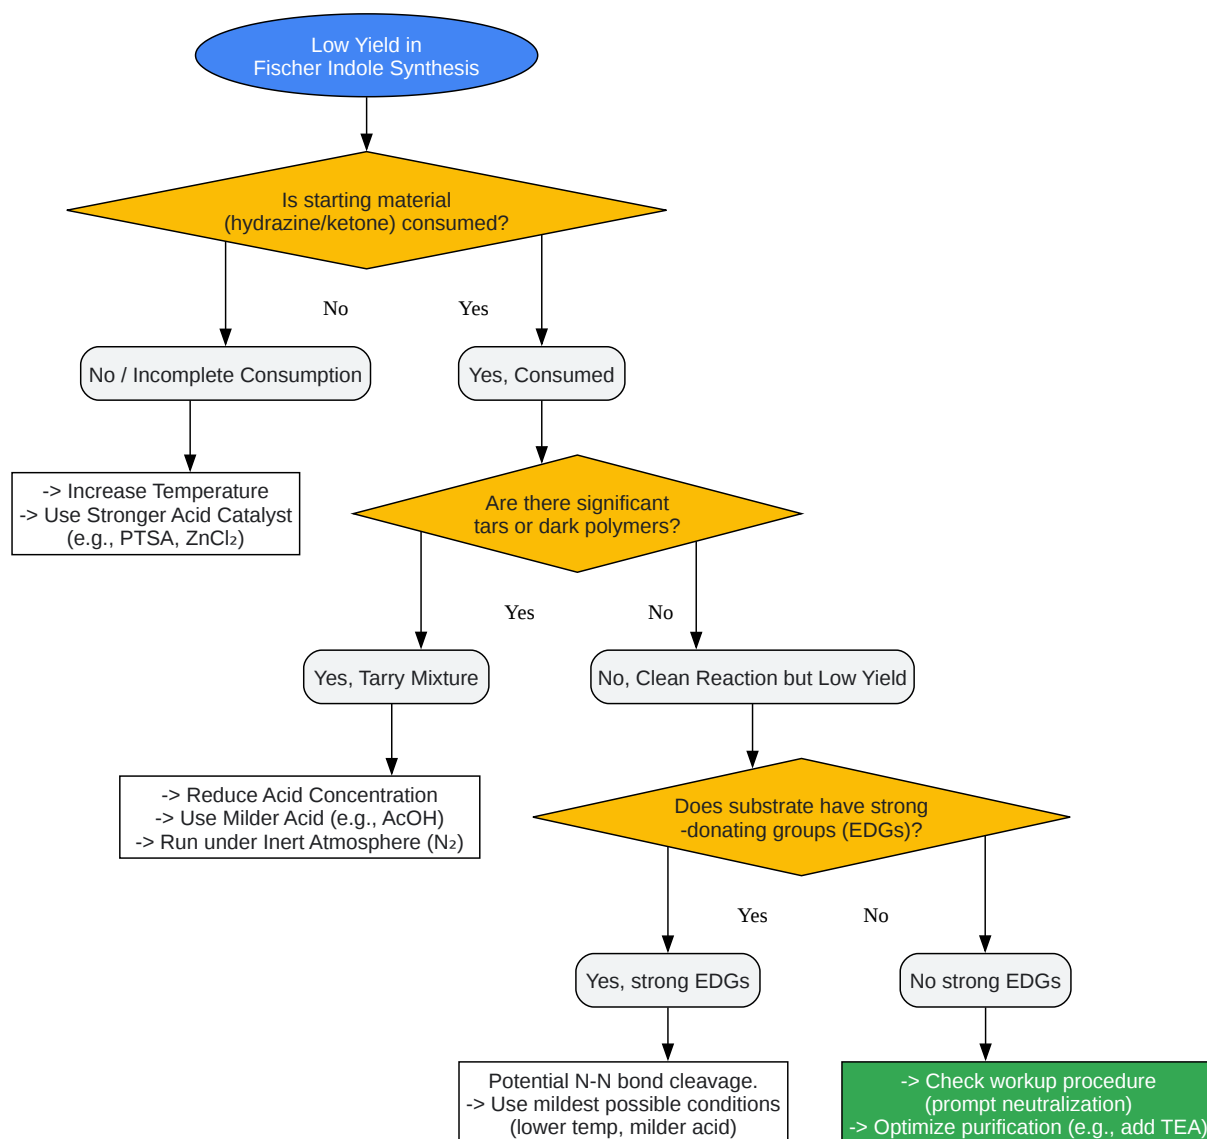 Low Yield in
Fischer Indole Synthesis
Is starting material
(hydrazine/ketone) consumed?
No
Yes
No / Incomplete Consumption
Yes, Consumed
-> Increase Temperature
-> Use Stronger Acid Catalyst
(e.g., PTSA, ZnCl₂)
Are there significant
tars or dark polymers?
Yes
No
Yes, Tarry Mixture
No, Clean Reaction but Low Yield
-> Reduce Acid Concentration
-> Use Milder Acid (e.g., AcOH)
-> Run under Inert Atmosphere (N₂)
Does substrate have strong
-donating groups (EDGs)?
Yes
No
Yes, strong EDGs
No strong EDGs
Potential N-N bond cleavage.
-> Use mildest possible conditions
(lower temp, milder acid)
-> Check workup procedure
(prompt neutralization)
-> Optimize purification (e.g., add TEA)